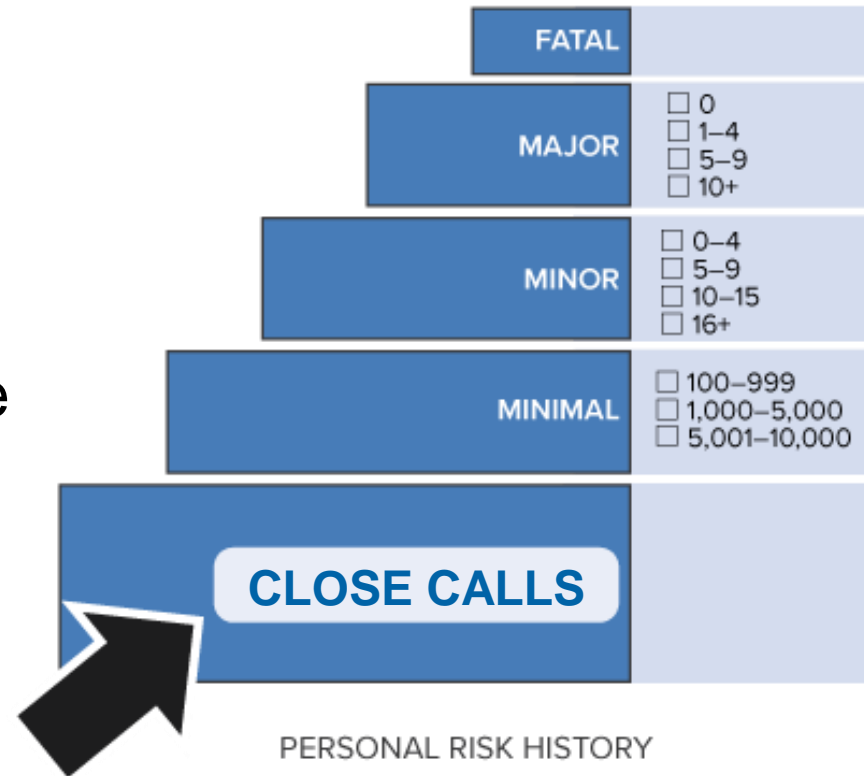 FATAL
MAJOR
☐ 0
☐ 1–4
☐ 5–9
☐ 10+
MINOR
☐ 0–4
☐ 5–9
☐ 10–15
☐ 16+
e
MINIMAL
☐ 100–999
☐ 1,000–5,000
☐ 5,001–10,000
CLOSE CALLS
PERSONAL RISK HISTORY